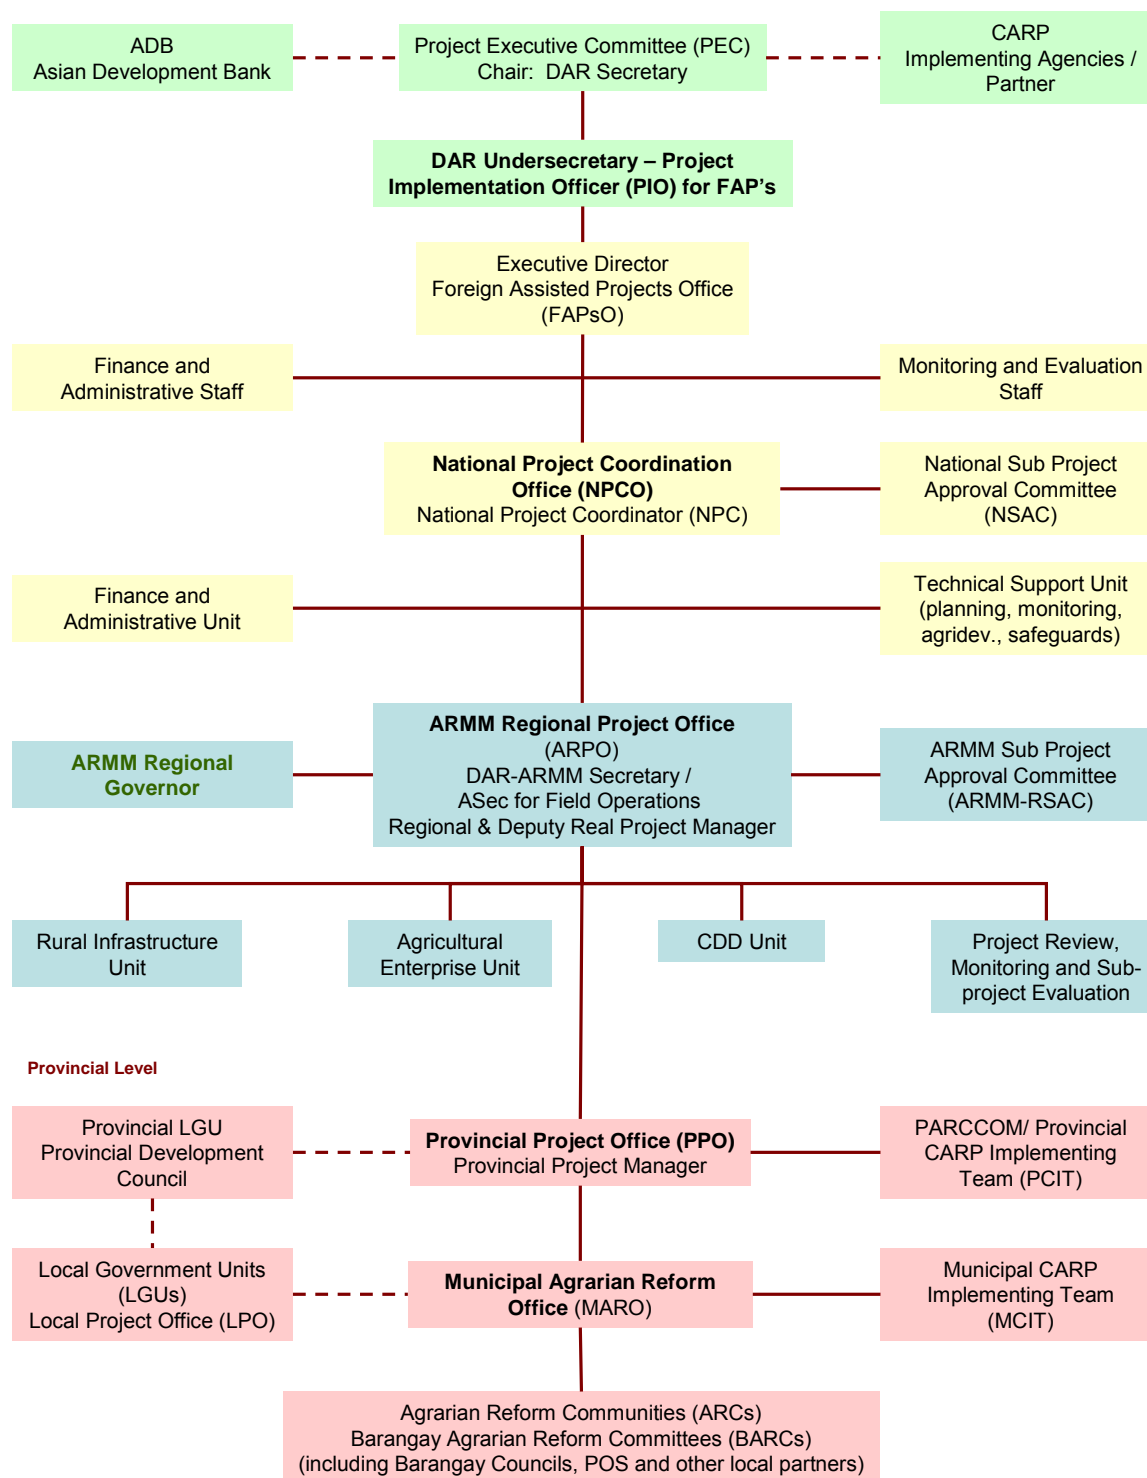 ADB
Asian Development Bank
Project Executive Committee (PEC)
Chair:  DAR Secretary
CARP
Implementing Agencies /
Partner
DAR Undersecretary – Project
Implementation Officer (PIO) for FAP's
Executive Director
Foreign Assisted Projects Office
(FAPsO)
Finance and
Administrative Staff
Monitoring and Evaluation
Staff
National Project Coordination
Office (NPCO)
National Project Coordinator (NPC)
National Sub Project
Approval Committee
(NSAC)
Finance and
Administrative Unit
Technical Support Unit
(planning, monitoring,
agridev., safeguards)
ARMM Regional
Governor
ARMM Regional Project Office
(ARPO)
DAR-ARMM Secretary /
ASec for Field Operations
Regional & Deputy Real Project Manager
ARMM Sub Project
Approval Committee
(ARMM-RSAC)
Rural Infrastructure
Unit
Agricultural
Enterprise Unit
CDD Unit
Project Review,
Monitoring and Sub-
project Evaluation
Provincial Level
Provincial LGU
Provincial Development
Council
Provincial Project Office (PPO)
Provincial Project Manager
PARCCOM/ Provincial
CARP Implementing
Team (PCIT)
Local Government Units
(LGUs)
Local Project Office (LPO)
Municipal Agrarian Reform
Office (MARO)
Municipal CARP
Implementing Team
(MCIT)
Agrarian Reform Communities (ARCs)
Barangay Agrarian Reform Committees (BARCs)
(including Barangay Councils, POS and other local partners)